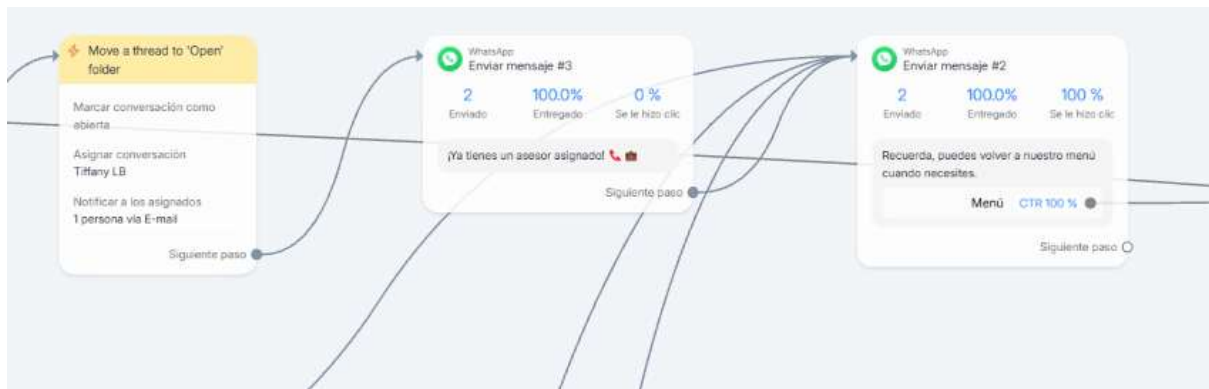 Move a thread to 'Open'
folder
Marcar conversación como
abierta
Asignar conversación
Tiffany LB
Notificar a los asignados
1 persona vía E-mail
Siguiente paso
WhatsApp
Enviar mensaje #3
2 100.0% 0 %
Enviado Entregado Se le hizo clic
¡Ya tienes un asesor asignado! 📞 💼
Siguiente paso
WhatsApp
Enviar mensaje #2
2 100.0% 100 %
Enviado Entregado Se le hizo clic
Recuerda, puedes volver a nuestro menú
cuando necesites.
Menú CTR 100 %
Siguiente paso